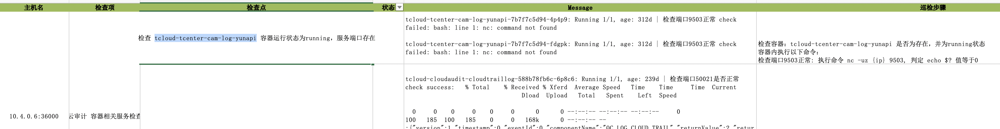 主机名 检查项 检查点 状态 Message 巡检步骤
tcloud-tcenter-cam-log-yunapi-7b7f7c5d94-4p4p9: Running 1/1, age: 312d | 检查端口9503正常 check
failed: bash: line 1: nc: command not found
检查 tcloud-tcenter-cam-log-yunapi 容器运行状态为running，服务端口存在
tcloud-tcenter-cam-log-yunapi-7b7f7c5d94-fdgpk: Running 1/1, age: 312d | 检查端口9503正常 check
failed: bash: line 1: nc: command not found
检查容器：tcloud-tcenter-cam-log-yunapi 是否为存在，并为running状态
容器内执行以下命令：
检查端口9503正常: 执行命令 nc -uz {ip} 9503, 判定 echo $? 值等于0
tcloud-cloudaudit-cloudtraillog-588b78fb6c-6p8c6: Running 1/1, age: 239d | 检查端口50021是否正常
check success: % Total % Received % Xferd Average Speed Time Time Time Current
Dload Upload Total Spent Left Speed
0 0 0 0 0 0 0 0 --:--:-- --:--:-- --:--:-- 0
10.4.0.6:36000 云审计 容器相关服务检查
100 185 100 185 0 0 168k 0 --:--:-- --
:{"version":1,"timestamp":0,"eventId":0,"componentName":"QC_LOG_CLOUD_TRAIL","returnValue":2,"retur